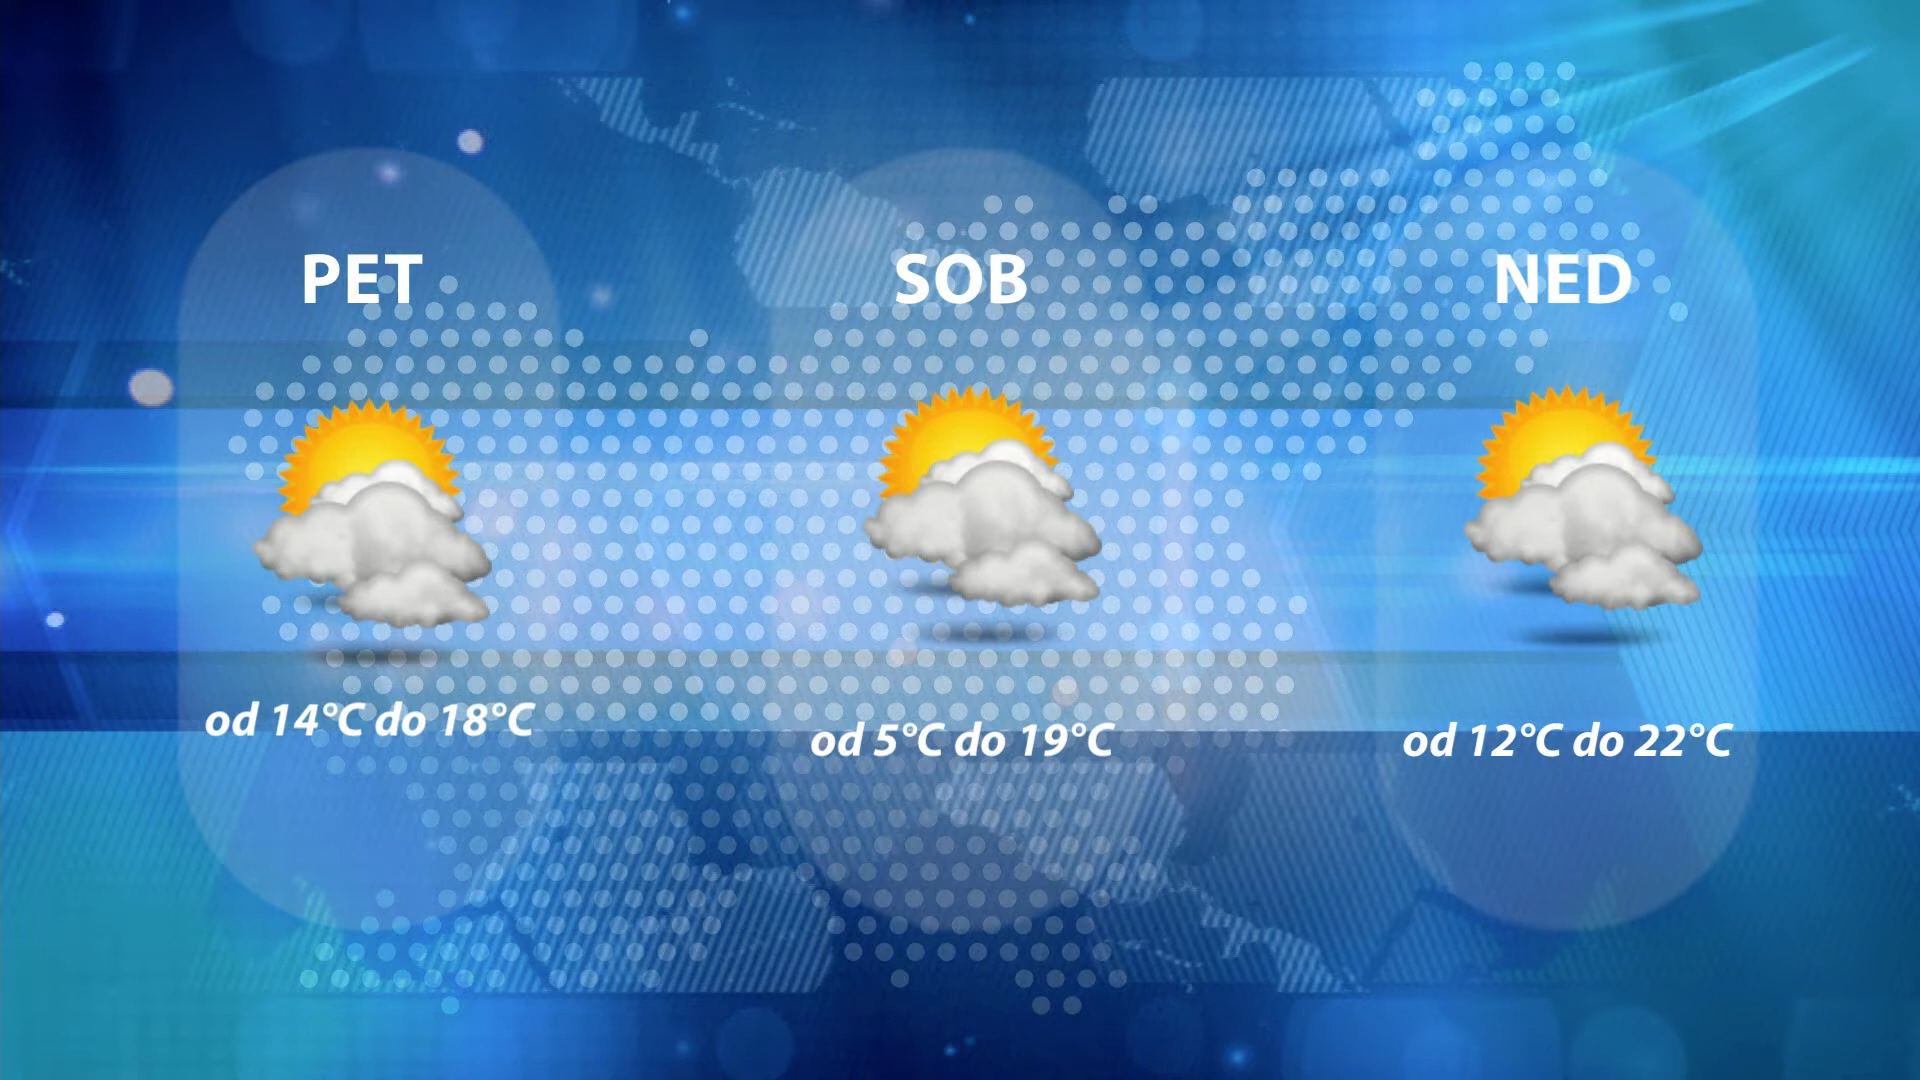 PET
SOB
NED
od 14°C do 18°C
od 5°C do 19°C
od 12°C do 22°C